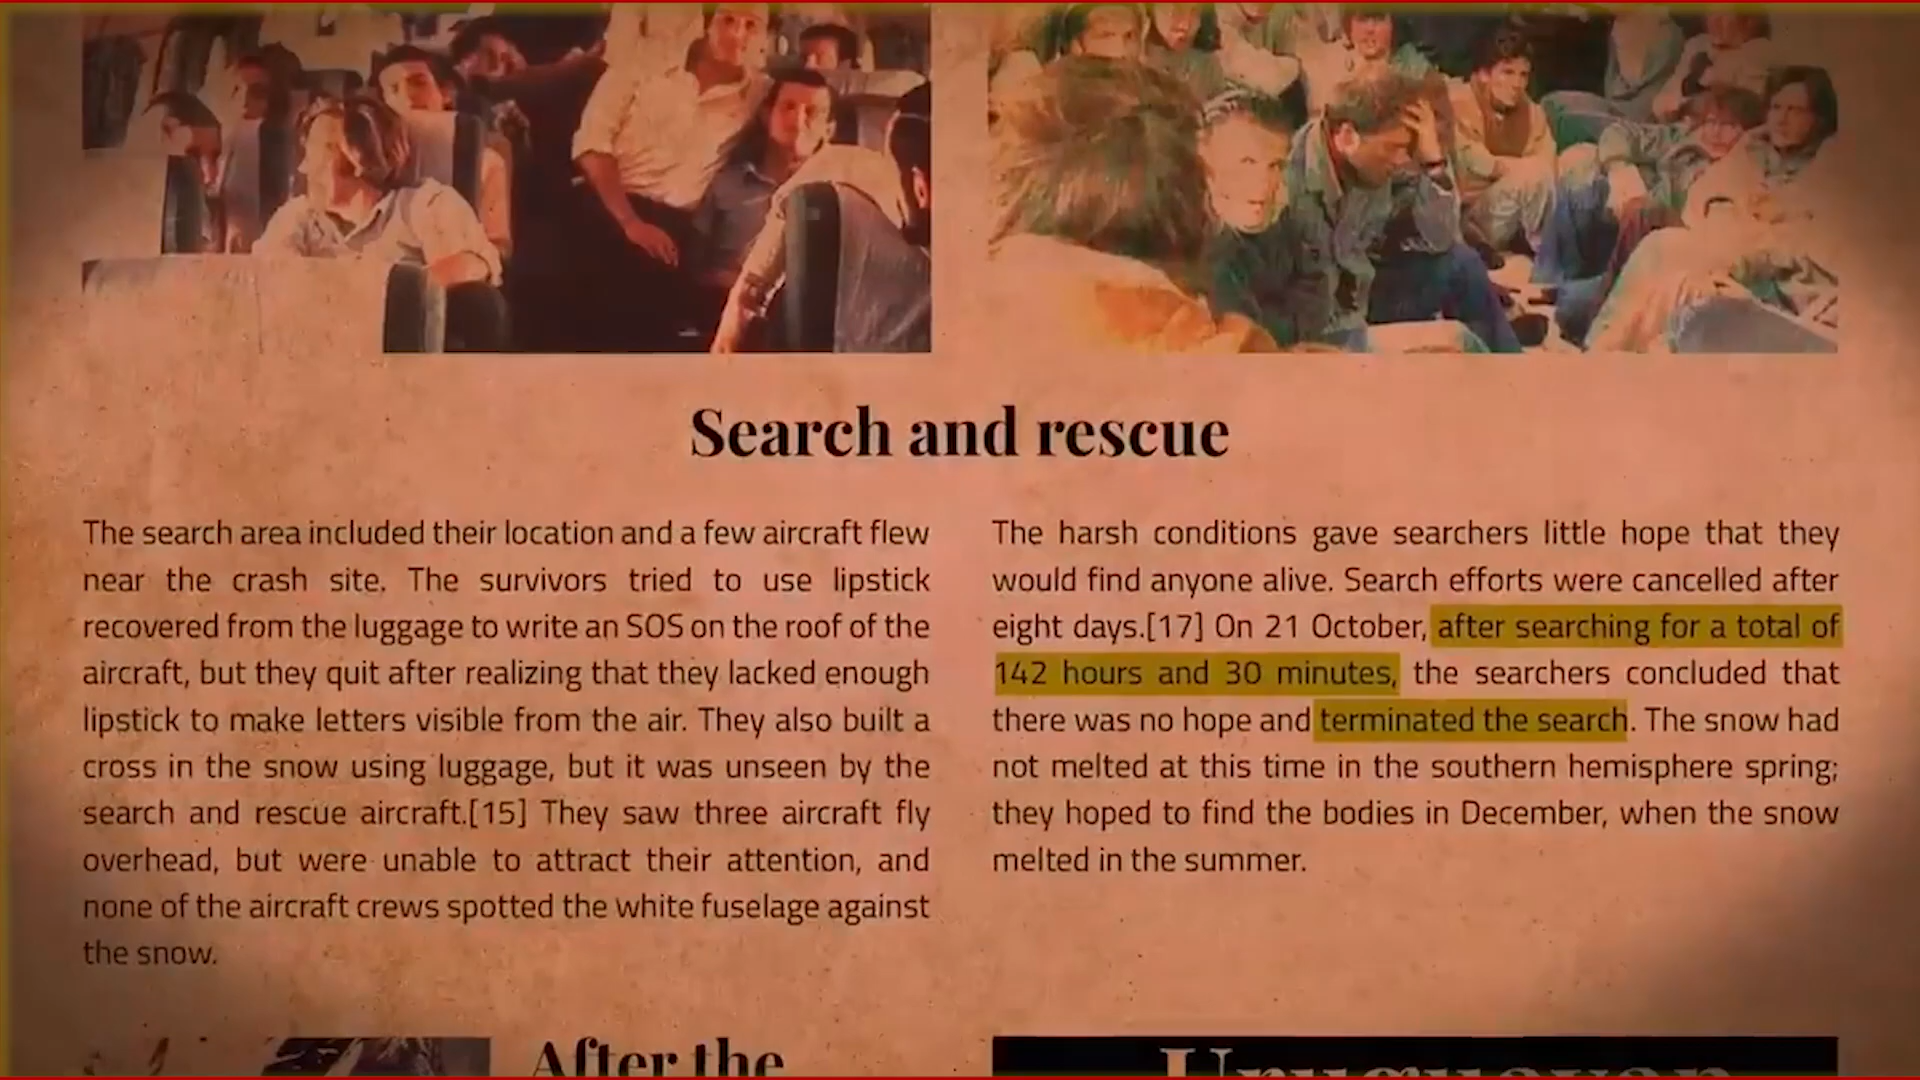 Search and rescue
The search area included their location and a few aircraft flew
near the crash site. The survivors tried to use lipstick
recovered from the luggage to write an SOS on the roof of the
aircraft, but they quit after realizing that they lacked enough
lipstick to make letters visible from the air. They also built a
cross in the snow using luggage, but it was unseen by the
search and rescue aircraft.[15] They saw three aircraft fly
overhead, but were unable to attract their attention, and
none of the aircraft crews spotted the white fuselage against
the snow.
The harsh conditions gave searchers little hope that they
would find anyone alive. Search efforts were cancelled after
eight days.[17] On 21 October, after searching for a total of
142 hours and 30 minutes, the searchers concluded that
there was no hope and terminated the search. The snow had
not melted at this time in the southern hemisphere spring;
they hoped to find the bodies in December, when the snow
melted in the summer.
After the
Uruguayan